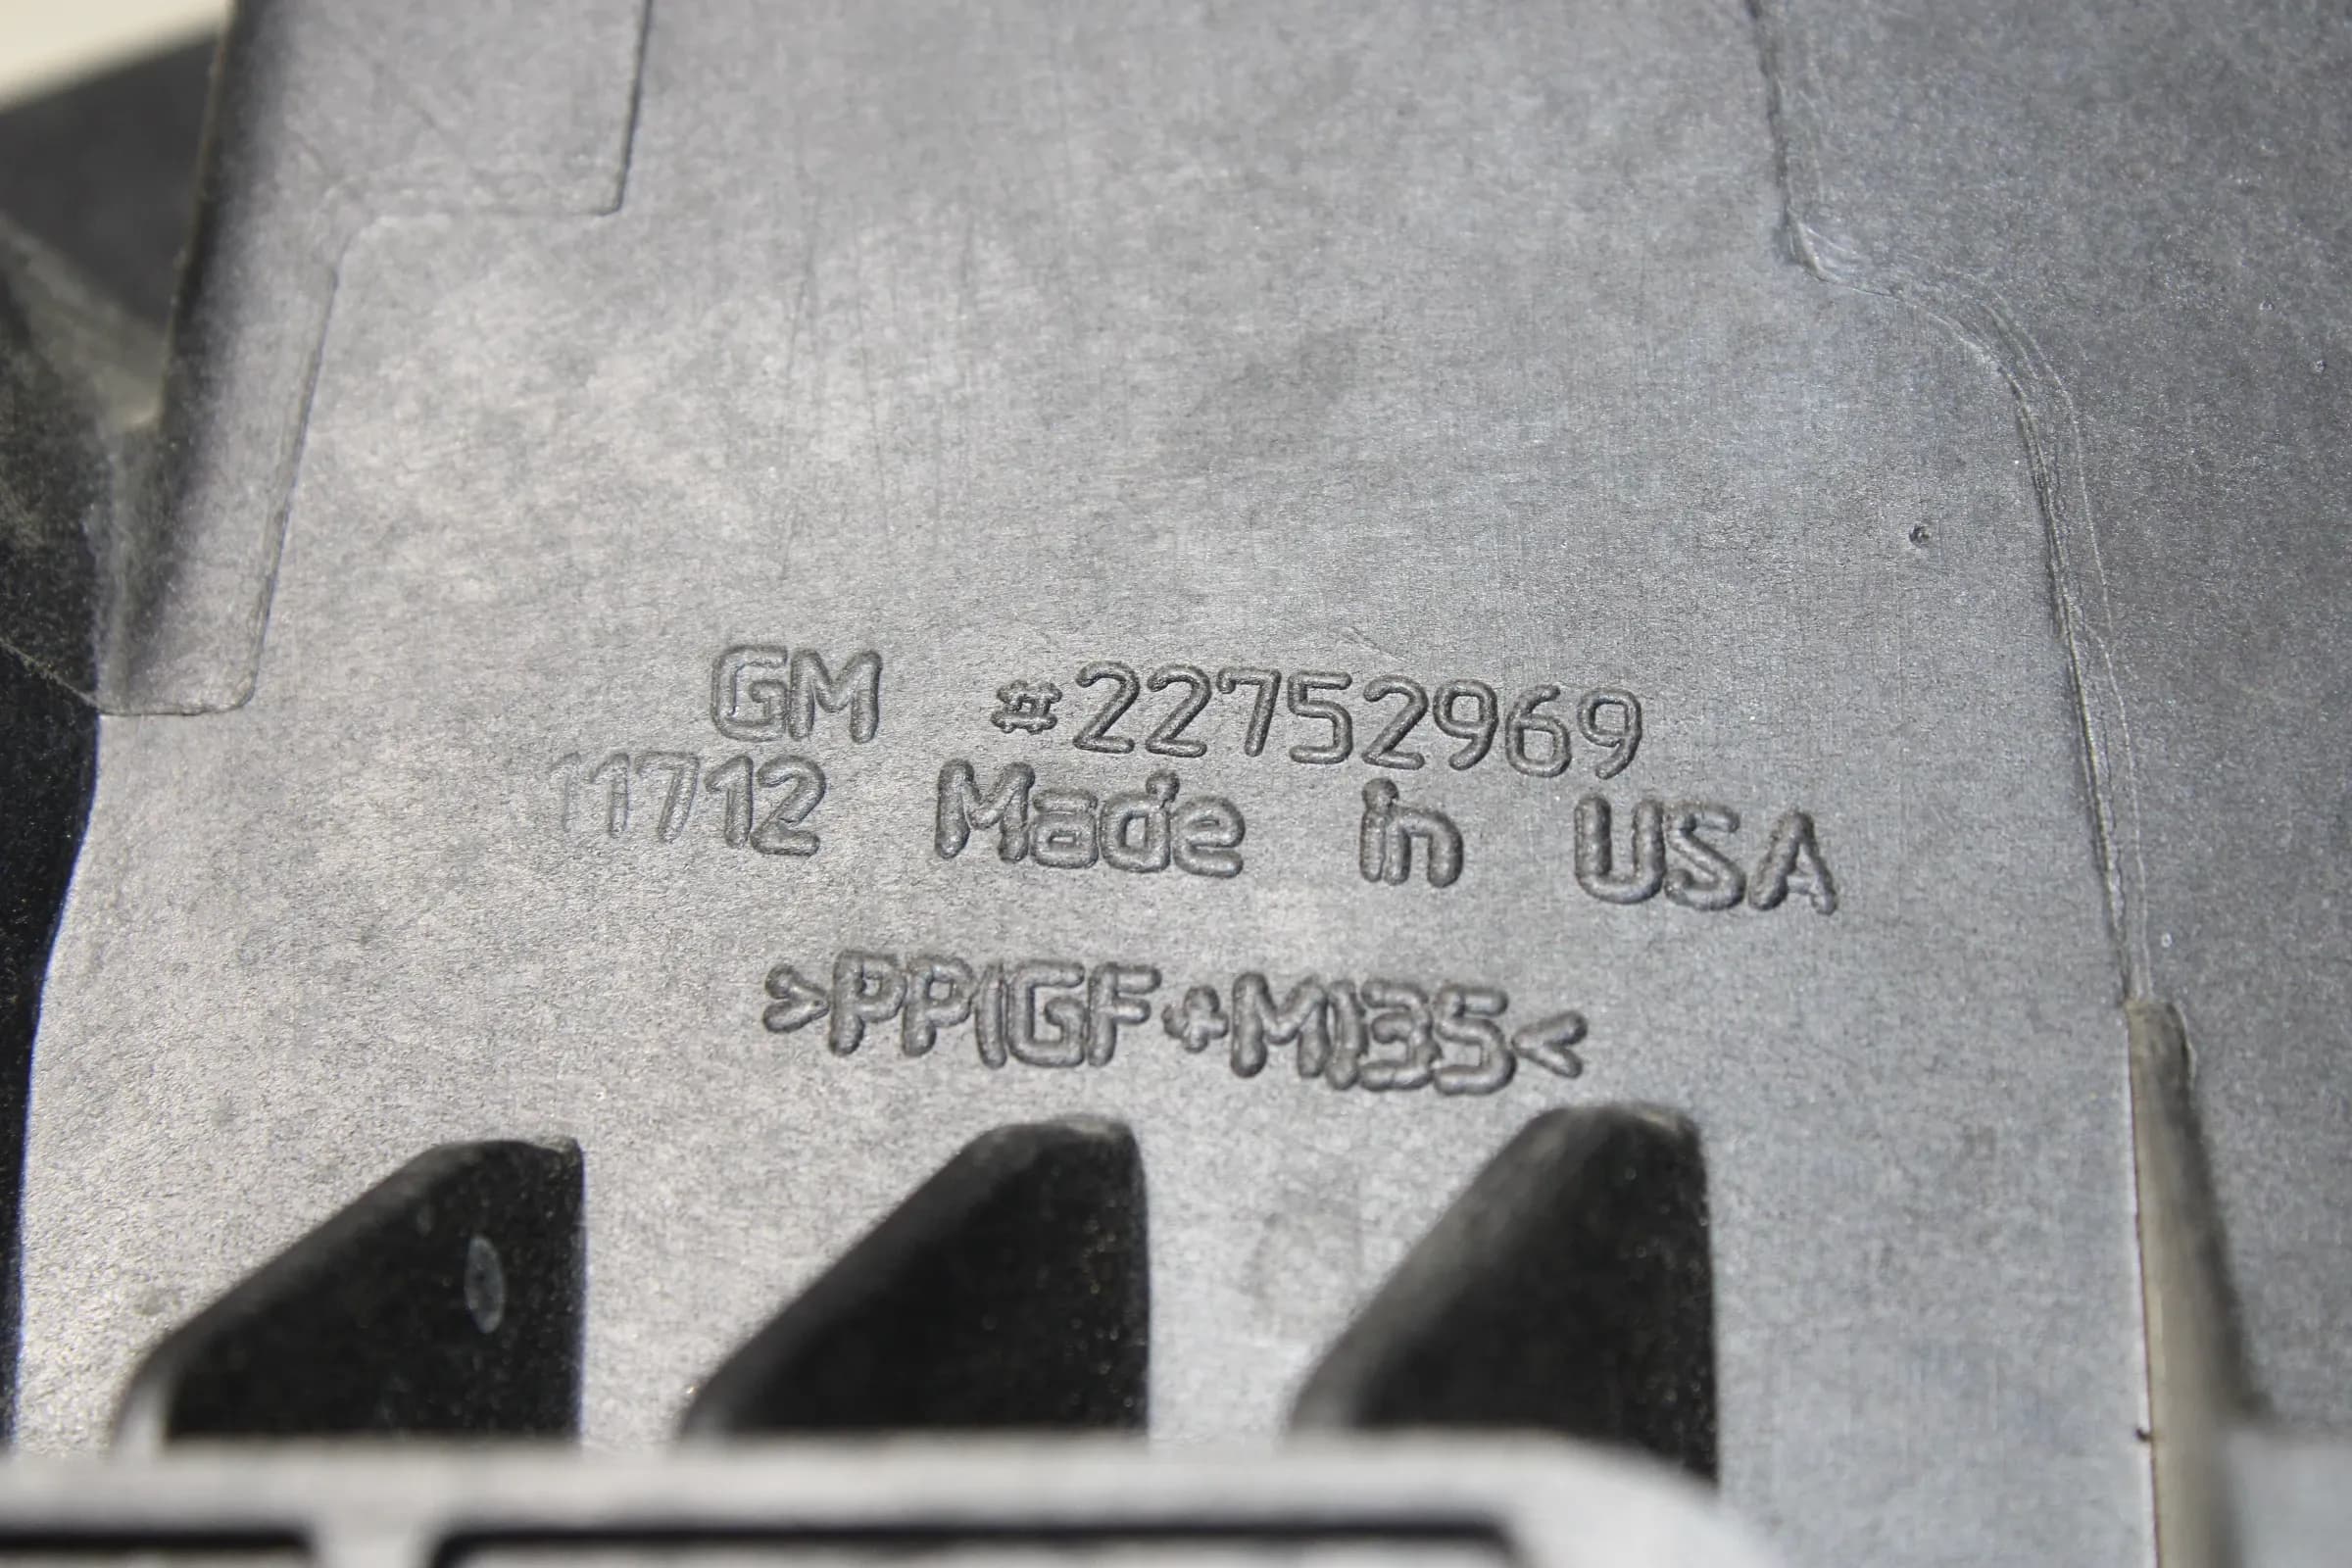 GM #22752969
11712 Made in USA
>PP(GF+M)35<